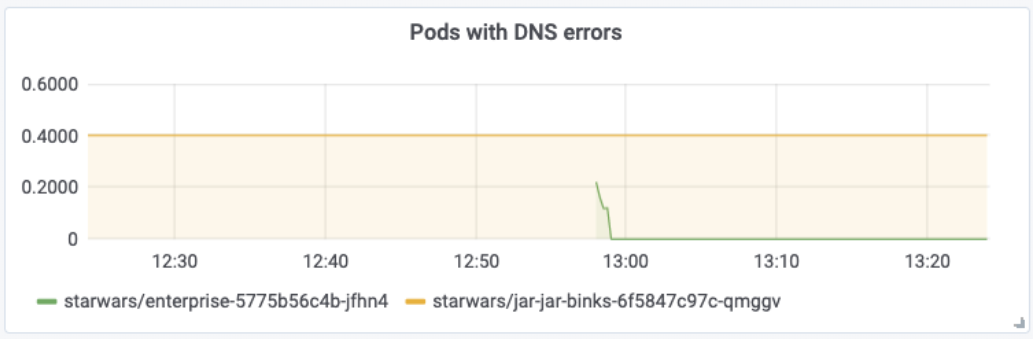 Pods with DNS errors
0.6000
0.4000
0.2000
0
12:30 12:40 12:50 13:00 13:10 13:20
starwars/enterprise-5775b56c4b-jfhn4 starwars/jar-jar-binks-6f5847c97c-qmggv